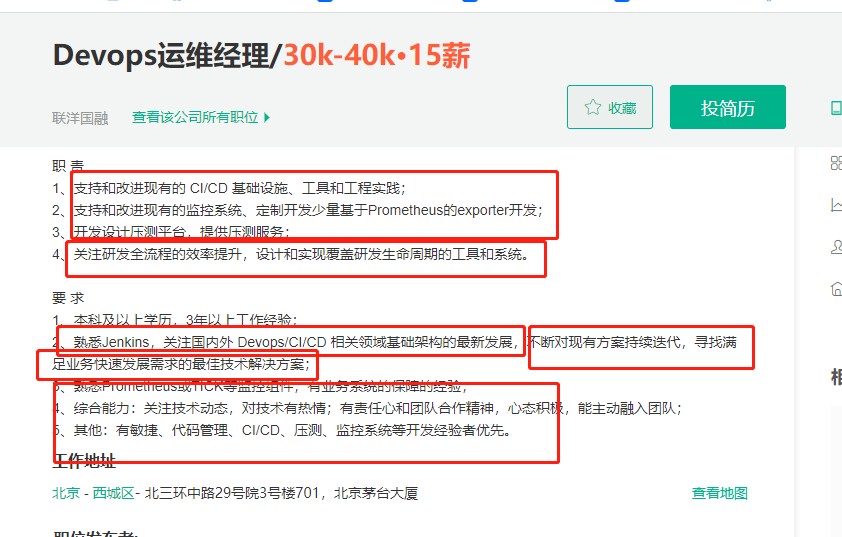 Devops运维经理/30k-40k•15薪
联洋国融 查看该公司所有职位
收藏
投简历
职 责
1、支持和改进现有的 CI/CD 基础设施、工具和工程实践；
2、支持和改进现有的监控系统、定制开发少量基于Prometheus的exporter开发；
3、开发设计压测平台，提供压测服务；
4、关注研发全流程的效率提升，设计和实现覆盖研发生命周期的工具和系统。
要 求
1、本科及以上学历，3年以上工作经验；
2、熟悉Jenkins，关注国内外 Devops/CI/CD 相关领域基础架构的最新发展，不断对现有方案持续迭代，寻找满
足业务快速发展需求的最佳技术解决方案；
3、熟悉Prometheus或TICK等监控组件，有业务系统的保障的经验；
4、综合能力：关注技术动态，对技术有热情；有责任心和团队合作精神，心态积极，能主动融入团队；
5、其他：有敏捷、代码管理、CI/CD、压测、监控系统等开发经验者优先。
工作地址
北京 - 西城区- 北三环中路29号院3号楼701，北京茅台大厦
查看地图
职位发布者: